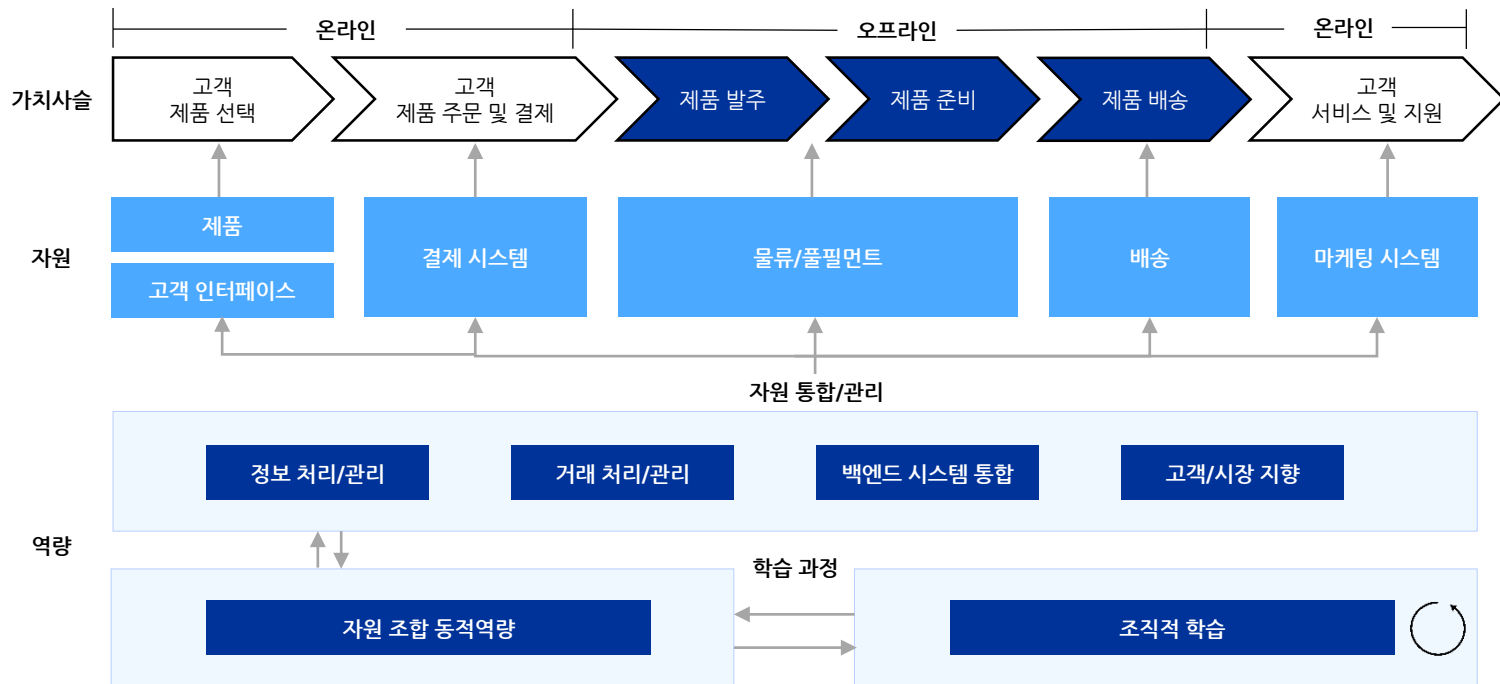 온라인
오프라인
온라인
가치사슬
고객
제품 선택
고객
제품 주문 및 결제
제품 발주
제품 준비
제품 배송
고객
서비스 및 지원
자원
제품
고객 인터페이스
결제 시스템
물류/풀필먼트
배송
마케팅 시스템
자원 통합/관리
역량
정보 처리/관리
거래 처리/관리
백엔드 시스템 통합
고객/시장 지향
학습 과정
자원 조합 동적역량
조직적 학습